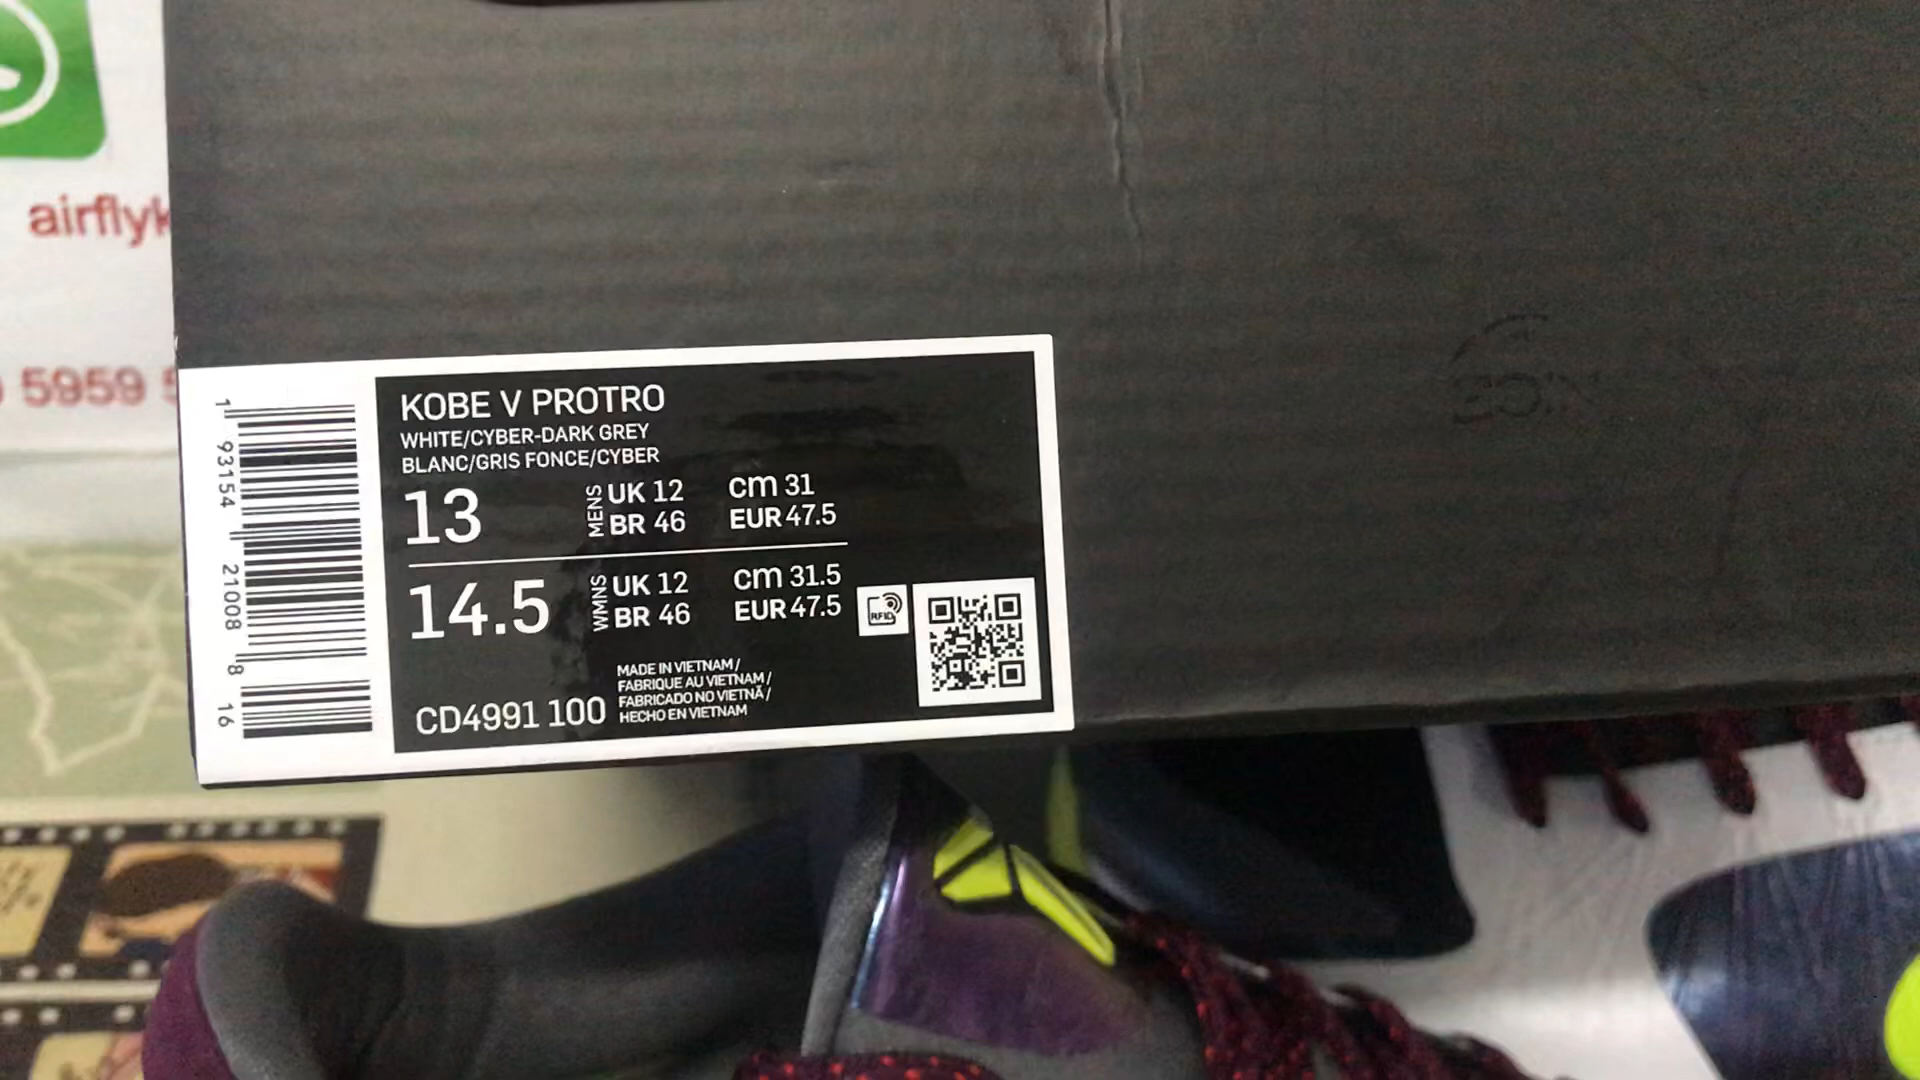 airflyk
5959
KOBE V PROTRO
WHITE/CYBER-DARK GREY
BLANC/GRIS FONCE/CYBER
13 MENS UK 12 cm 31
BR 46 EUR 47.5
14.5 WMNS UK 12 cm 31.5
BR 46 EUR 47.5
RFID
MADE IN VIETNAM /
FABRIQUE AU VIETNAM /
FABRICADO NO VIETNÃ /
HECHO EN VIETNAM
CD4991 100
1 93154 21008 8 16